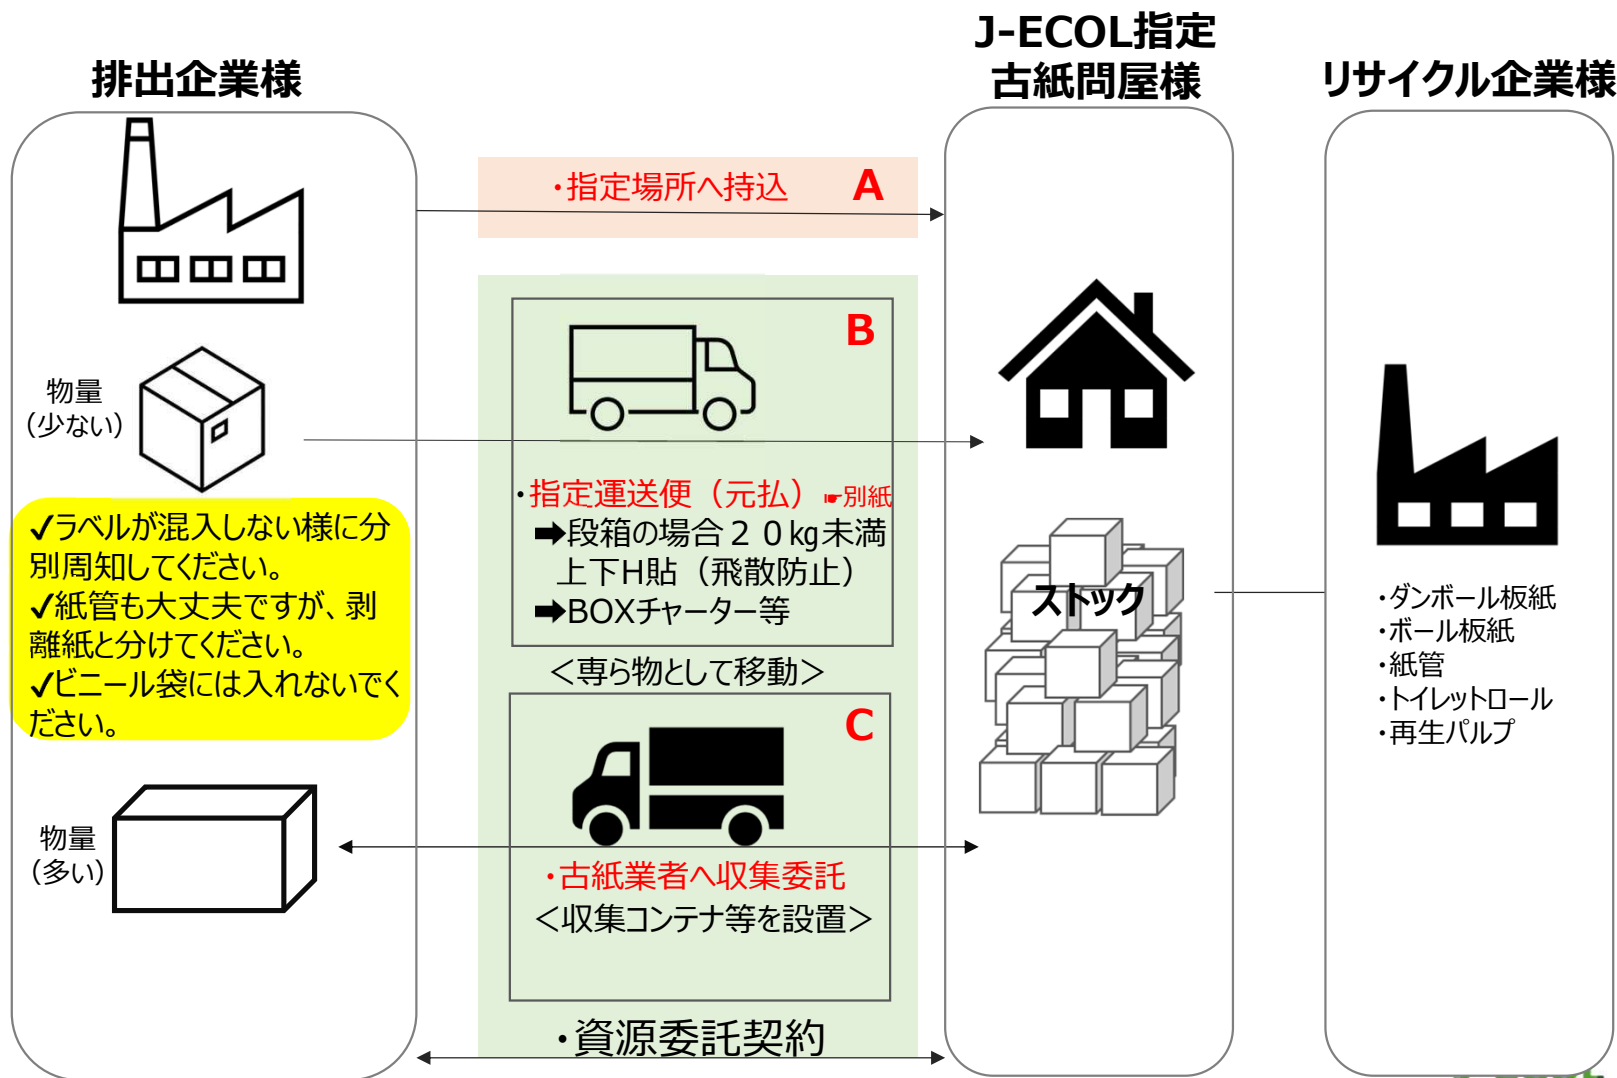 排出企業様
J-ECOL指定
古紙問屋様
リサイクル企業様
・指定場所へ持込
A
B
物量
（少ない）
・指定運送便（元払）☛別紙
➡段箱の場合２０kg未満
上下H貼（飛散防止）
➡BOXチャーター等
✓ラベルが混入しない様に分
別周知してください。
✓紙管も大丈夫ですが、剥
離紙と分けてください。
✓ビニール袋には入れないでく
ださい。
＜専ら物として移動＞
ストック
・ダンボール板紙
・ボール板紙
・紙管
・トイレットロール
・再生パルプ
C
物量
（多い）
・古紙業者へ収集委託
＜収集コンテナ等を設置＞
・資源委託契約